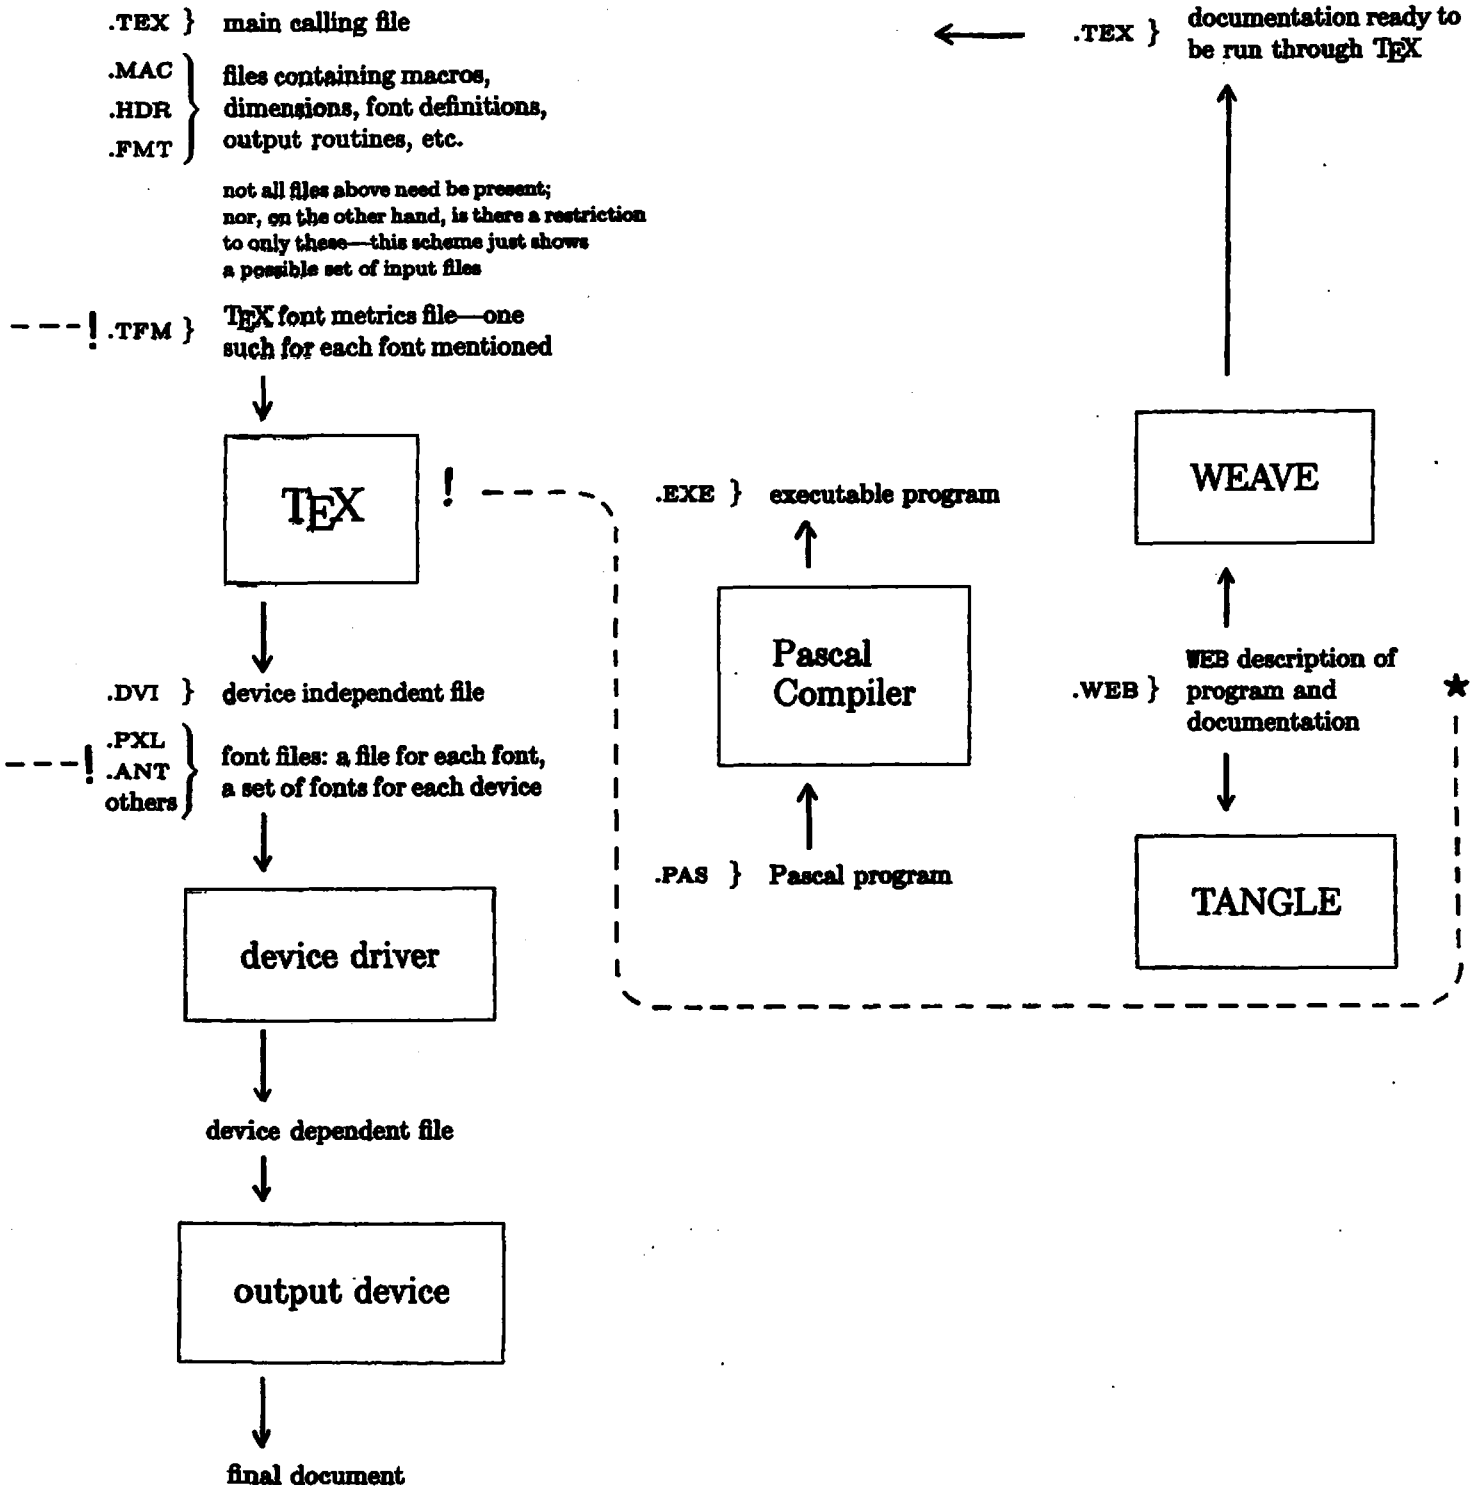 .TEX } main calling file
.MAC
.HDR
.FMT
files containing macros,
dimensions, font definitions,
output routines, etc.
not all files above need be present;
nor, on the other hand, is there a restriction
to only these—this scheme just shows
a possible set of input files
! .TFM } TEX font metrics file—one
such for each font mentioned
TEX !
.DVI } device independent file
! .PXL
.ANT
others
font files: a file for each font,
a set of fonts for each device
device driver
device dependent file
output device
final document
.EXE } executable program
Pascal
Compiler
.PAS } Pascal program
.TEX } documentation ready to
be run through TEX
WEAVE
.WEB } WEB description of
program and
documentation
★
TANGLE